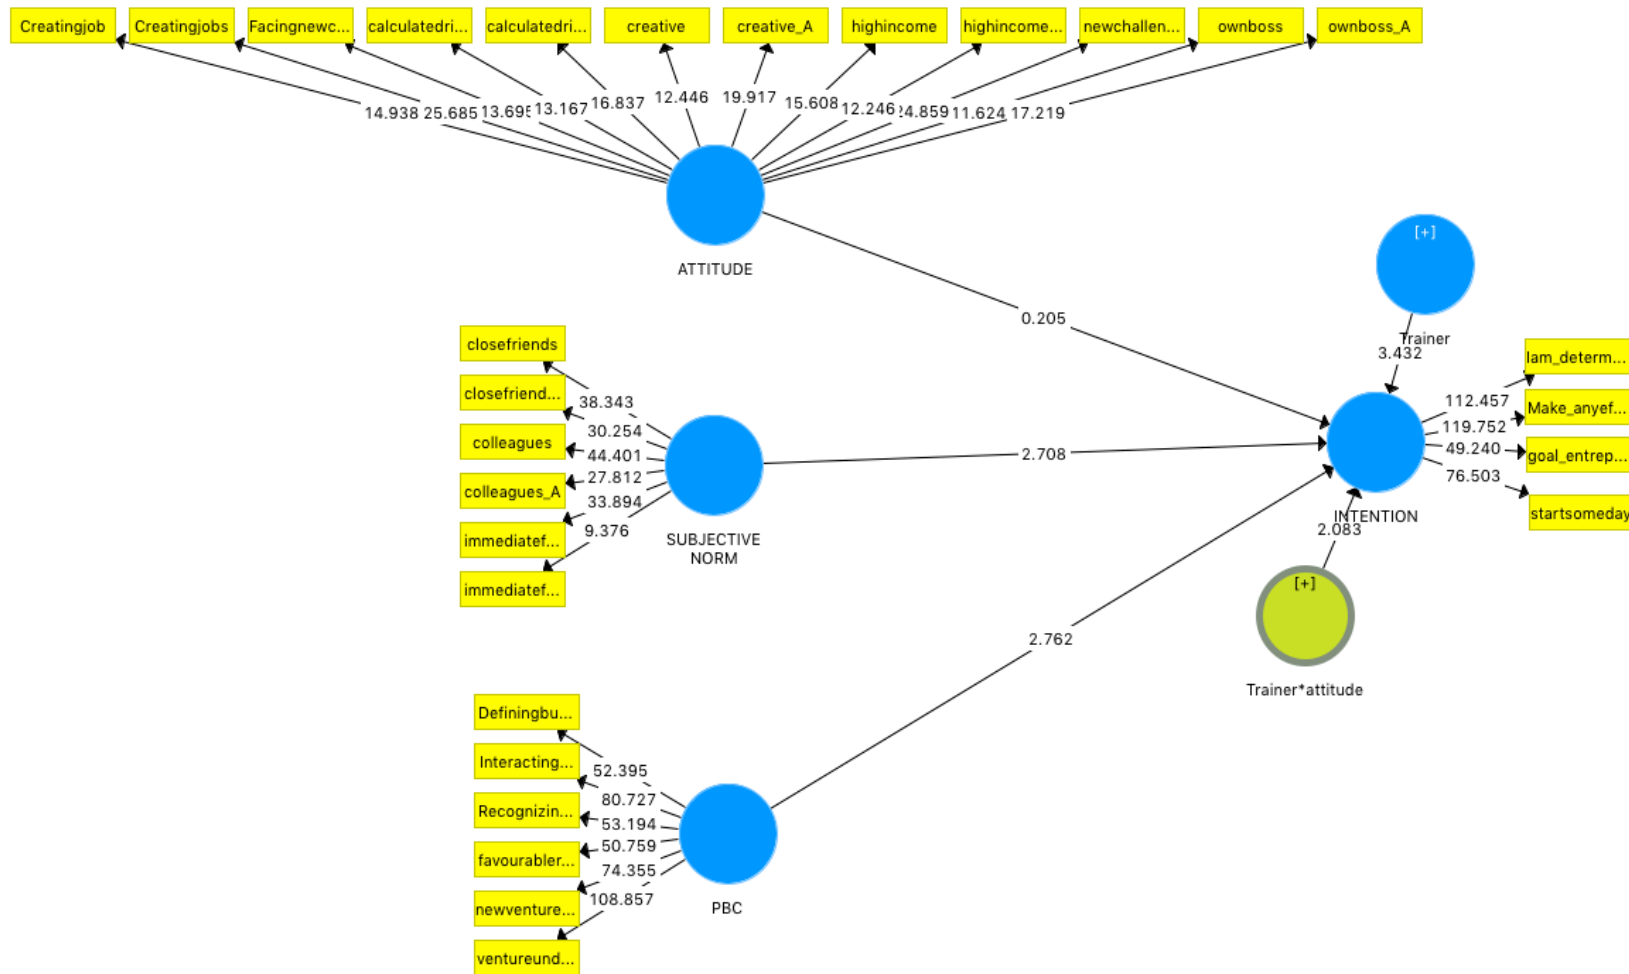 Creatingjob
Creatingjobs
Facingnewc...
calculatedri...
calculatedri...
creative
creative_A
highincome
highincome...
newchallen...
ownboss
ownboss_A
14.938
25.685
13.695
13.167
16.837
12.446
19.917
15.608
12.246
24.859
11.624
17.219
ATTITUDE
[+]
Trainer
3.432
0.205
closefriends
closefriend...
colleagues
colleagues_A
immediatef...
immediatef...
38.343
30.254
44.401
27.812
33.894
9.376
SUBJECTIVE
NORM
2.708
Iam_determ...
Make_anyef...
goal_entrep...
startsomeday
112.457
119.752
49.240
76.503
INTENTION
2.083
[+]
Trainer*attitude
2.762
Definingbu...
Interacting...
Recognizin...
favourabler...
newventure...
ventureund...
52.395
80.727
53.194
50.759
74.355
108.857
PBC